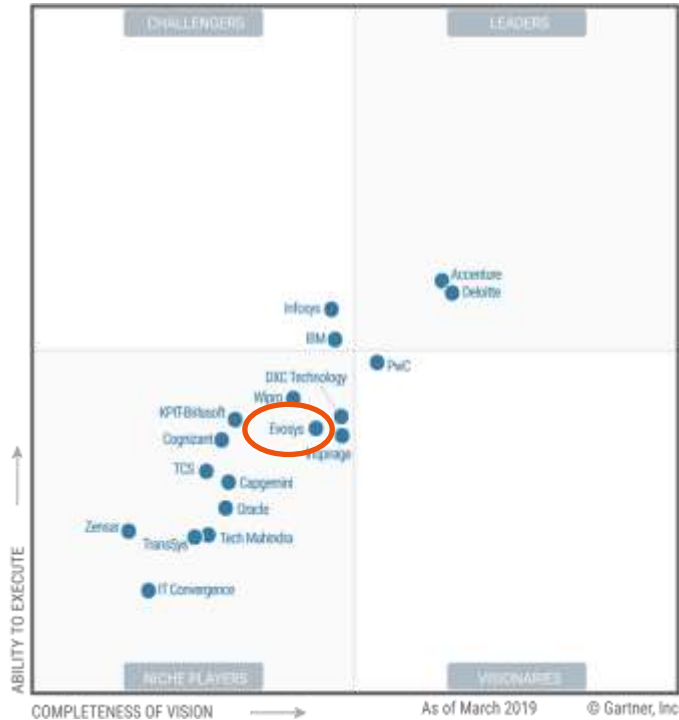 CHALLENGERS
LEADERS
Accenture
Deloitte
Infosys
IBM
PwC
DXC Technology
Wipro
KPIT-Birlasoft
Evosys
Cognizant
Inspirage
TCS
Capgemini
Oracle
Zensar
TransSys
Tech Mahindra
IT Convergence
ABILITY TO EXECUTE
NICHE PLAYERS
VISIONARIES
COMPLETENESS OF VISION
As of March 2019
© Gartner, Inc